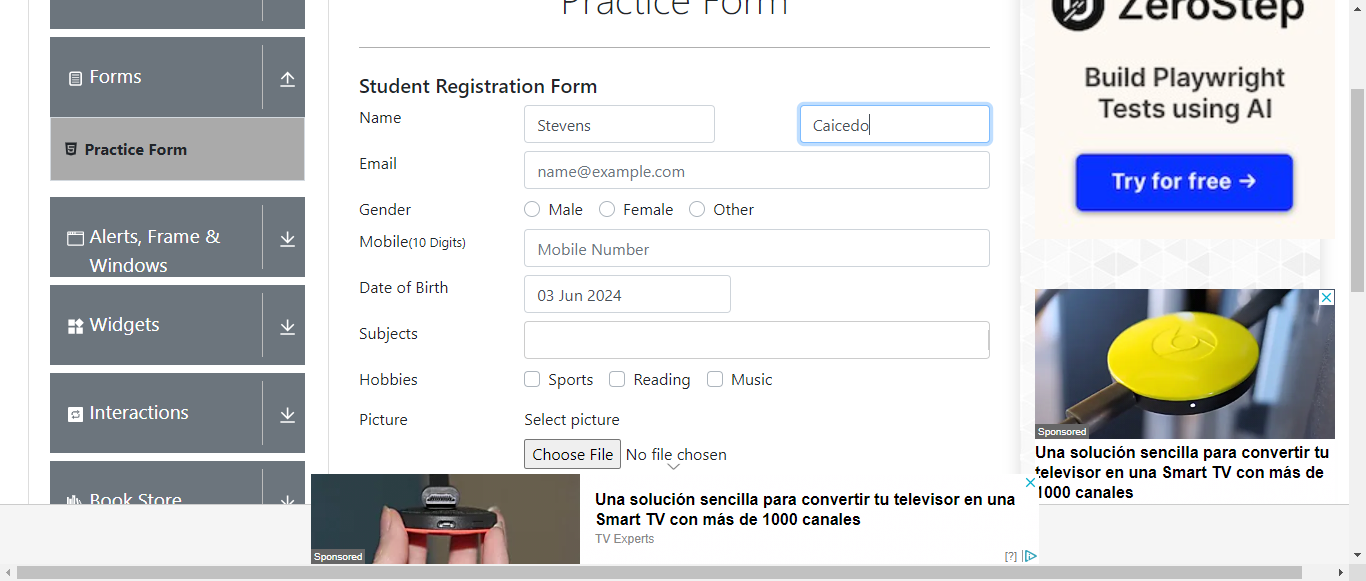 Practice Form
Forms
Practice Form
Alerts, Frame &
Windows
Widgets
Interactions
Book Store
Student Registration Form
Name
Stevens
Caicedo
Email
name@example.com
Gender
Male
Female
Other
Mobile(10 Digits)
Mobile Number
Date of Birth
03 Jun 2024
Subjects
Hobbies
Sports
Reading
Music
Picture
Select picture
Choose File
No file chosen
Sponsored
Una solución sencilla para convertir tu televisor en una
Smart TV con más de 1000 canales
TV Experts
[?]
ZeroStep
Build Playwright
Tests using AI
Try for free →
Sponsored
Una solución sencilla para convertir tu
televisor en una Smart TV con más de
1000 canales